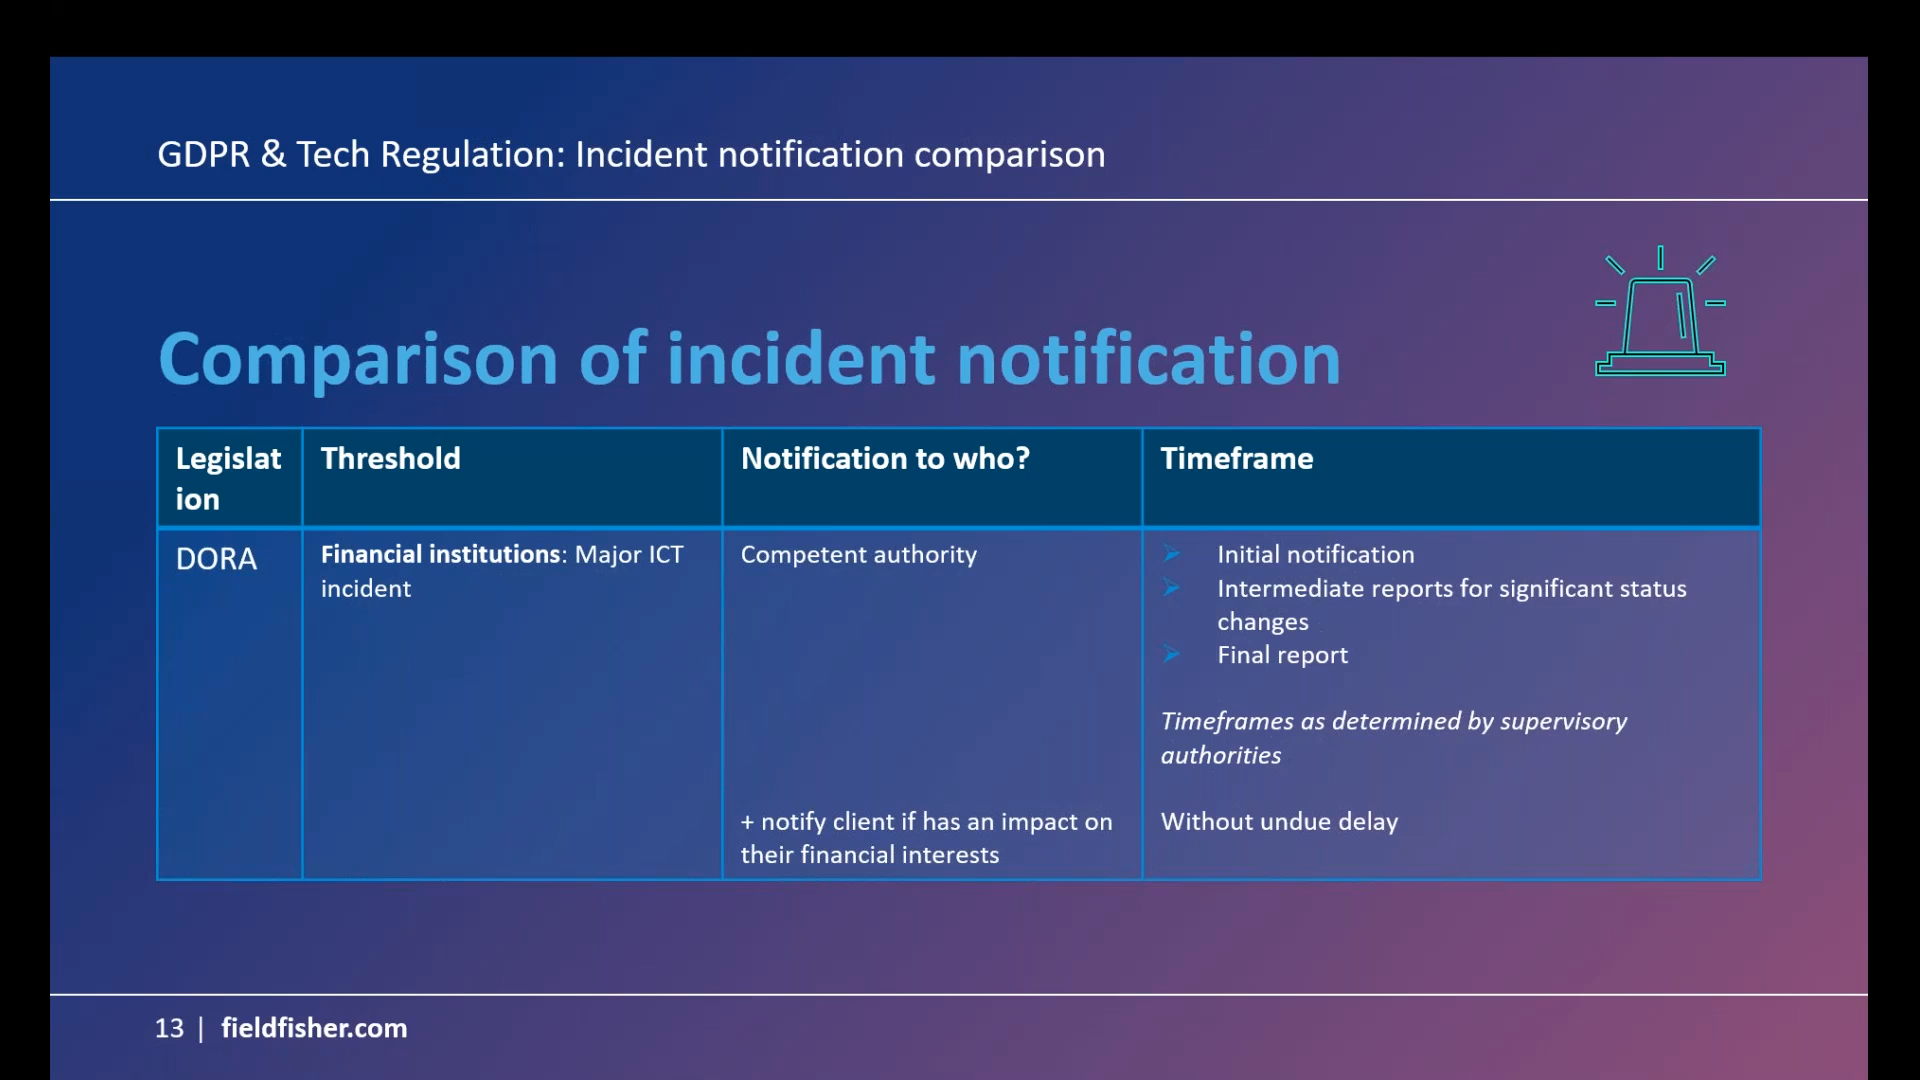 GDPR & Tech Regulation: Incident notification comparison
Comparison of incident notification
Legislat
ion
Threshold
Notification to who?
Timeframe
DORA
Financial institutions: Major ICT
incident
Competent authority
+ notify client if has an impact on
their financial interests
Initial notification
Intermediate reports for significant status
changes
Final report
Timeframes as determined by supervisory
authorities
Without undue delay
13 | fieldfisher.com